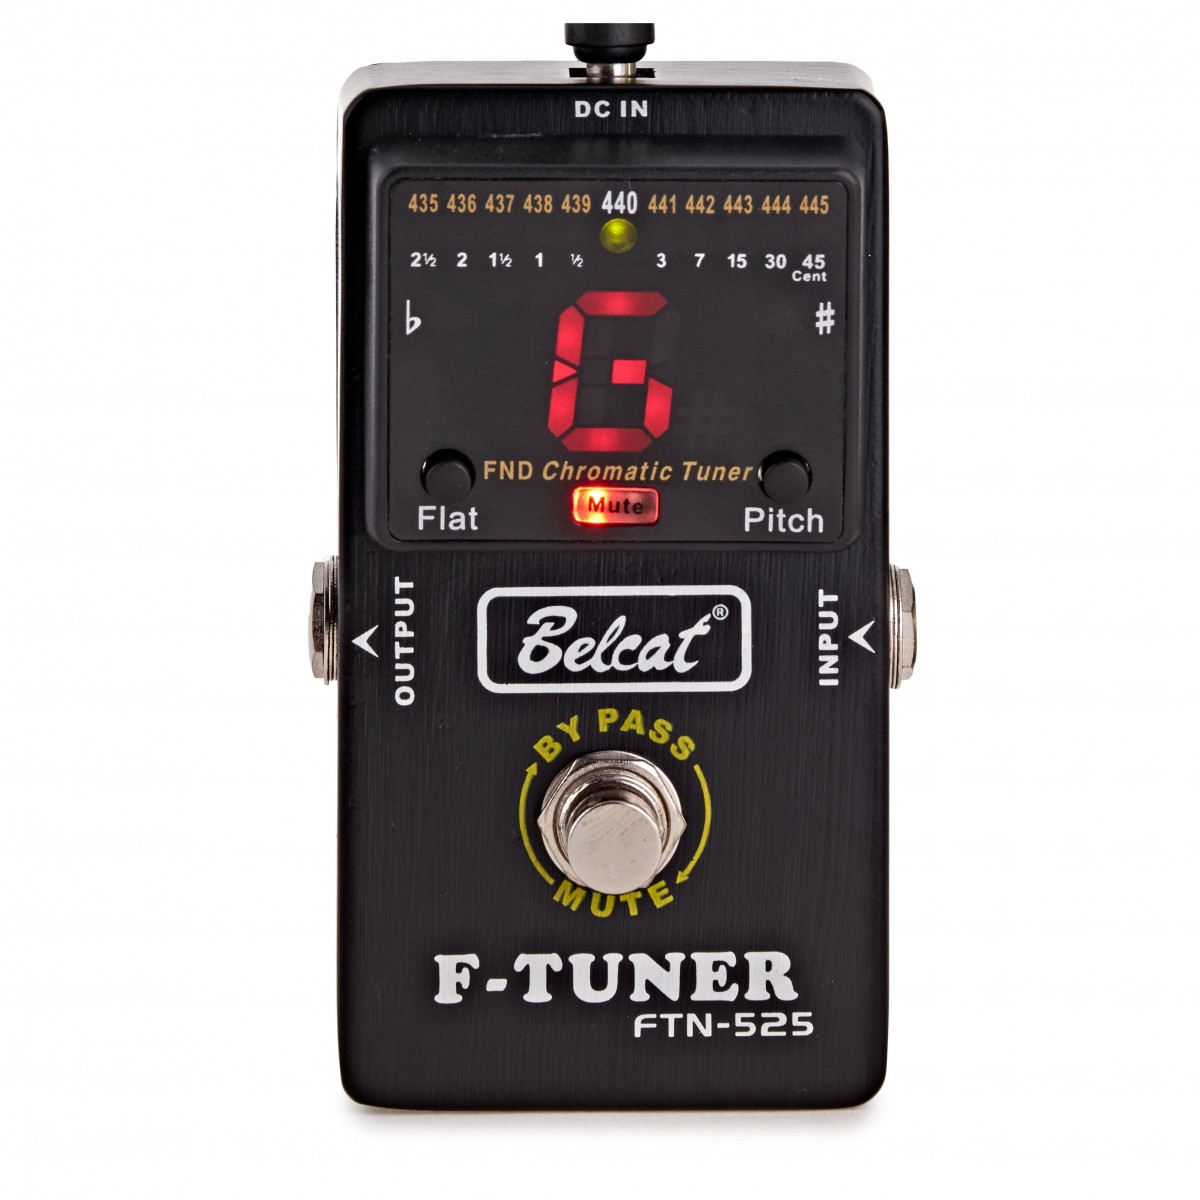 DC IN
435 436 437 438 439 440 441 442 443 444 445
2½ 2 1½ 1 ½ 3 7 15 30 45
Cent
♭ ♯
G
FND Chromatic Tuner
Mute
Flat Pitch
OUTPUT
INPUT
Belcat®
BY PASS
MUTE
F-TUNER
FTN-525